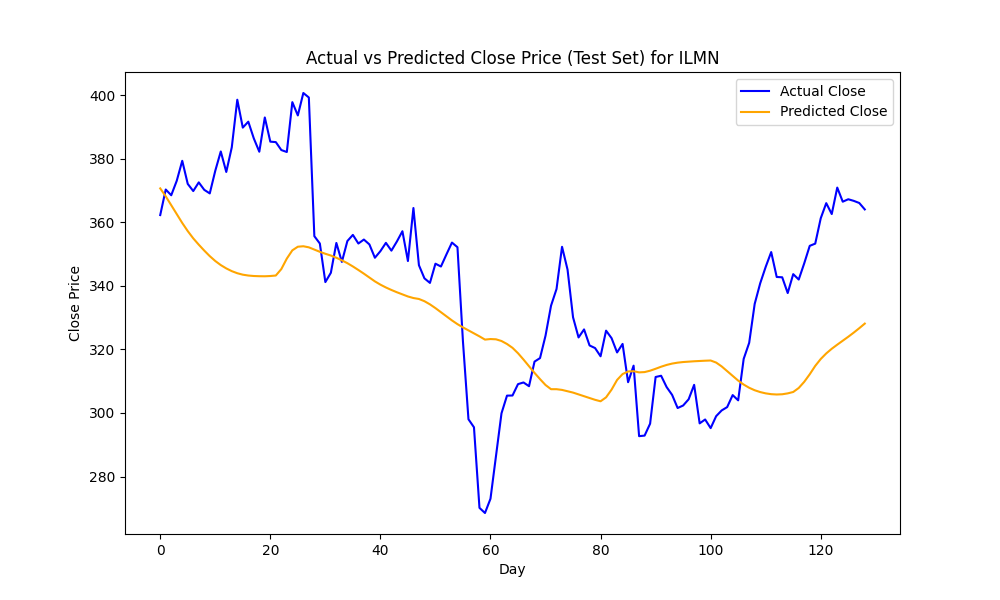 Actual vs Predicted Close Price (Test Set) for ILMN
Actual Close
Predicted Close
Close Price
400
380
360
340
320
300
280
0 20 40 60 80 100 120
Day